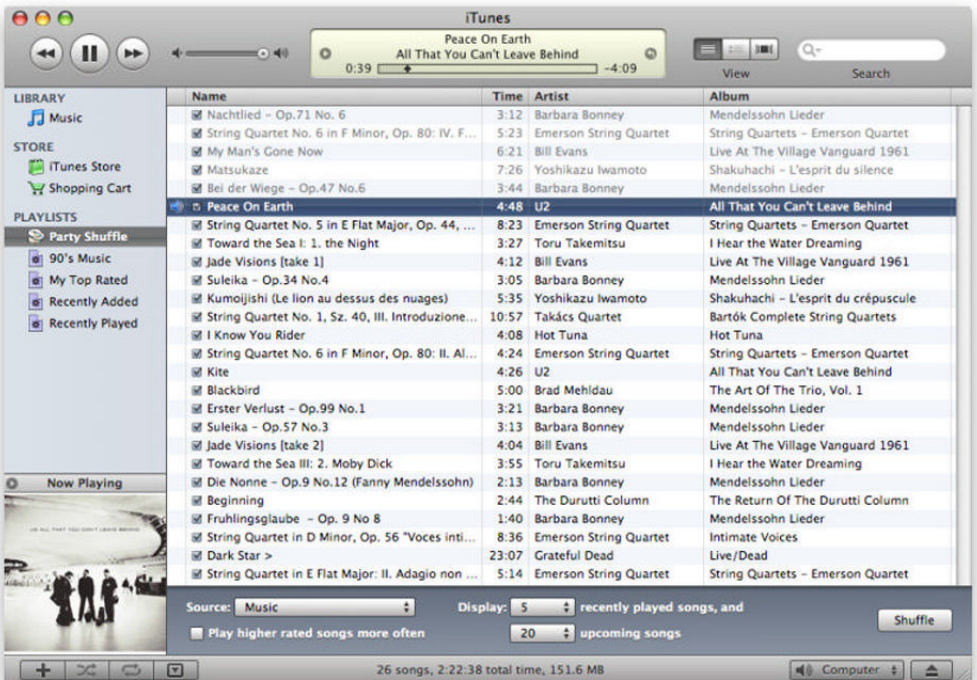 iTunes
Peace On Earth
All That You Can't Leave Behind
0:39 -4:09
View Search
LIBRARY
Music
STORE
iTunes Store
Shopping Cart
PLAYLISTS
Party Shuffle
90's Music
My Top Rated
Recently Added
Recently Played
Now Playing
Name Time Artist Album
Nachtlied – Op.71 No. 6 3:12 Barbara Bonney Mendelssohn Lieder
String Quartet No. 6 in F Minor, Op. 80: IV. F... 5:23 Emerson String Quartet String Quartets – Emerson Quartet
My Man's Gone Now 6:21 Bill Evans Live At The Village Vanguard 1961
Matsukaze 7:26 Yoshikazu Iwamoto Shakuhachi – L'esprit du silence
Bei der Wiege – Op.47 No.6 3:44 Barbara Bonney Mendelssohn Lieder
Peace On Earth 4:48 U2 All That You Can't Leave Behind
String Quartet No. 5 in E Flat Major, Op. 44, ... 8:23 Emerson String Quartet String Quartets – Emerson Quartet
Toward the Sea I: 1. the Night 3:27 Toru Takemitsu I Hear the Water Dreaming
Jade Visions [take 1] 4:12 Bill Evans Live At The Village Vanguard 1961
Suleika – Op.34 No.4 3:05 Barbara Bonney Mendelssohn Lieder
Kumoijishi (Le lion au dessus des nuages) 5:35 Yoshikazu Iwamoto Shakuhachi – L'esprit du crépuscule
String Quartet No. 1, Sz. 40, III. Introduzione... 10:57 Takács Quartet Bartók Complete String Quartets
I Know You Rider 4:08 Hot Tuna Hot Tuna
String Quartet No. 6 in F Minor, Op. 80: II. Al... 4:24 Emerson String Quartet String Quartets – Emerson Quartet
Kite 4:26 U2 All That You Can't Leave Behind
Blackbird 5:00 Brad Mehldau The Art Of The Trio, Vol. 1
Erster Verlust – Op.99 No.1 3:21 Barbara Bonney Mendelssohn Lieder
Suleika – Op.57 No.3 3:13 Barbara Bonney Mendelssohn Lieder
Jade Visions [take 2] 4:04 Bill Evans Live At The Village Vanguard 1961
Toward the Sea III: 2. Moby Dick 3:55 Toru Takemitsu I Hear the Water Dreaming
Die Nonne – Op.9 No.12 (Fanny Mendelssohn) 2:13 Barbara Bonney Mendelssohn Lieder
Beginning 2:44 The Durutti Column The Return Of The Durutti Column
Fruhlingsglaube – Op. 9 No 8 1:40 Barbara Bonney Mendelssohn Lieder
String Quartet in D Minor, Op. 56 "Voces inti... 8:36 Emerson String Quartet Intimate Voices
Dark Star > 23:07 Grateful Dead Live/Dead
String Quartet in E Flat Major: II. Adagio non ... 5:14 Emerson String Quartet String Quartets – Emerson Quartet
Source: Music Display: 5 recently played songs, and
Play higher rated songs more often 20 upcoming songs
Shuffle
26 songs, 2:22:38 total time, 151.6 MB
Computer